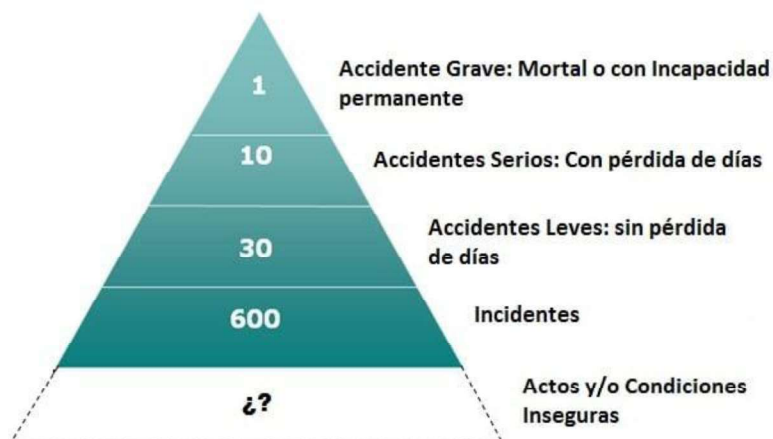 1
Accidente Grave: Mortal o con Incapacidad
permanente
10
Accidentes Serios: Con pérdida de días
30
Accidentes Leves: sin pérdida
de días
600
Incidentes
¿?
Actos y/o Condiciones
Inseguras